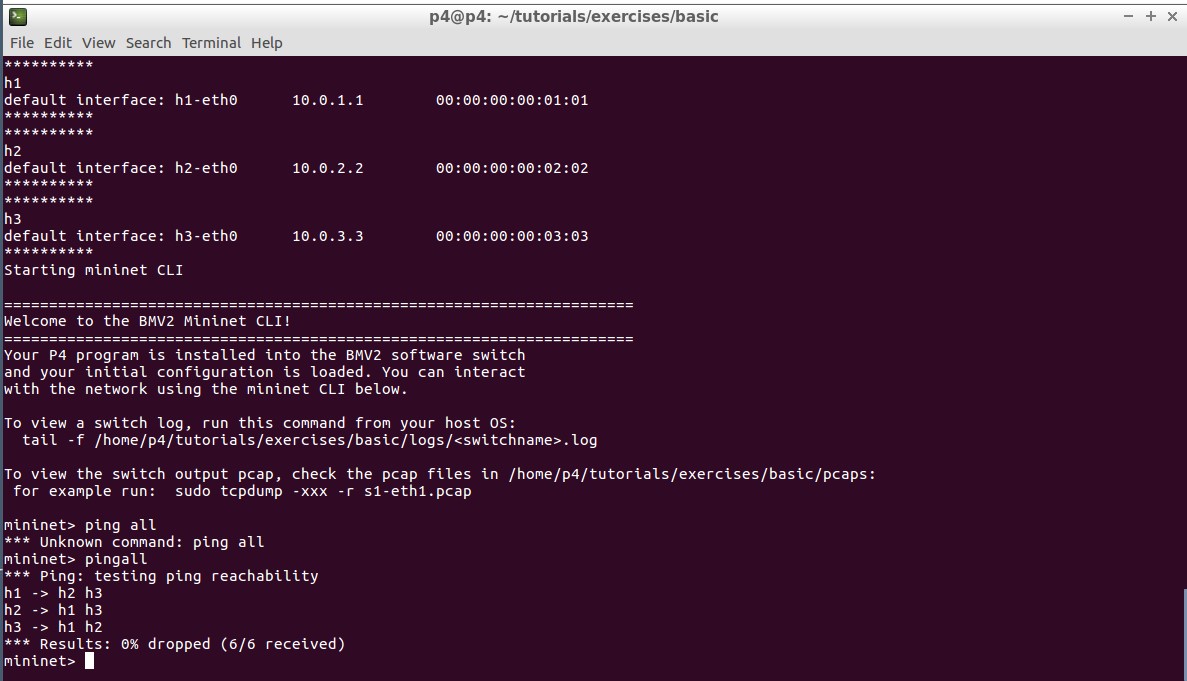 p4@p4: ~/tutorials/exercises/basic
File Edit View Search Terminal Help
**********
h1
default interface: h1-eth0      10.0.1.1        00:00:00:00:01:01
**********
**********
h2
default interface: h2-eth0      10.0.2.2        00:00:00:00:02:02
**********
**********
h3
default interface: h3-eth0      10.0.3.3        00:00:00:00:03:03
**********
Starting mininet CLI
======================================================================
Welcome to the BMV2 Mininet CLI!
======================================================================
Your P4 program is installed into the BMV2 software switch
and your initial configuration is loaded. You can interact
with the network using the mininet CLI below.
To view a switch log, run this command from your host OS:
  tail -f /home/p4/tutorials/exercises/basic/logs/<switchname>.log
To view the switch output pcap, check the pcap files in /home/p4/tutorials/exercises/basic/pcaps:
 for example run:  sudo tcpdump -xxx -r s1-eth1.pcap
mininet> ping all
*** Unknown command: ping all
mininet> pingall
*** Ping: testing ping reachability
h1 -> h2 h3
h2 -> h1 h3
h3 -> h1 h2
*** Results: 0% dropped (6/6 received)
mininet>